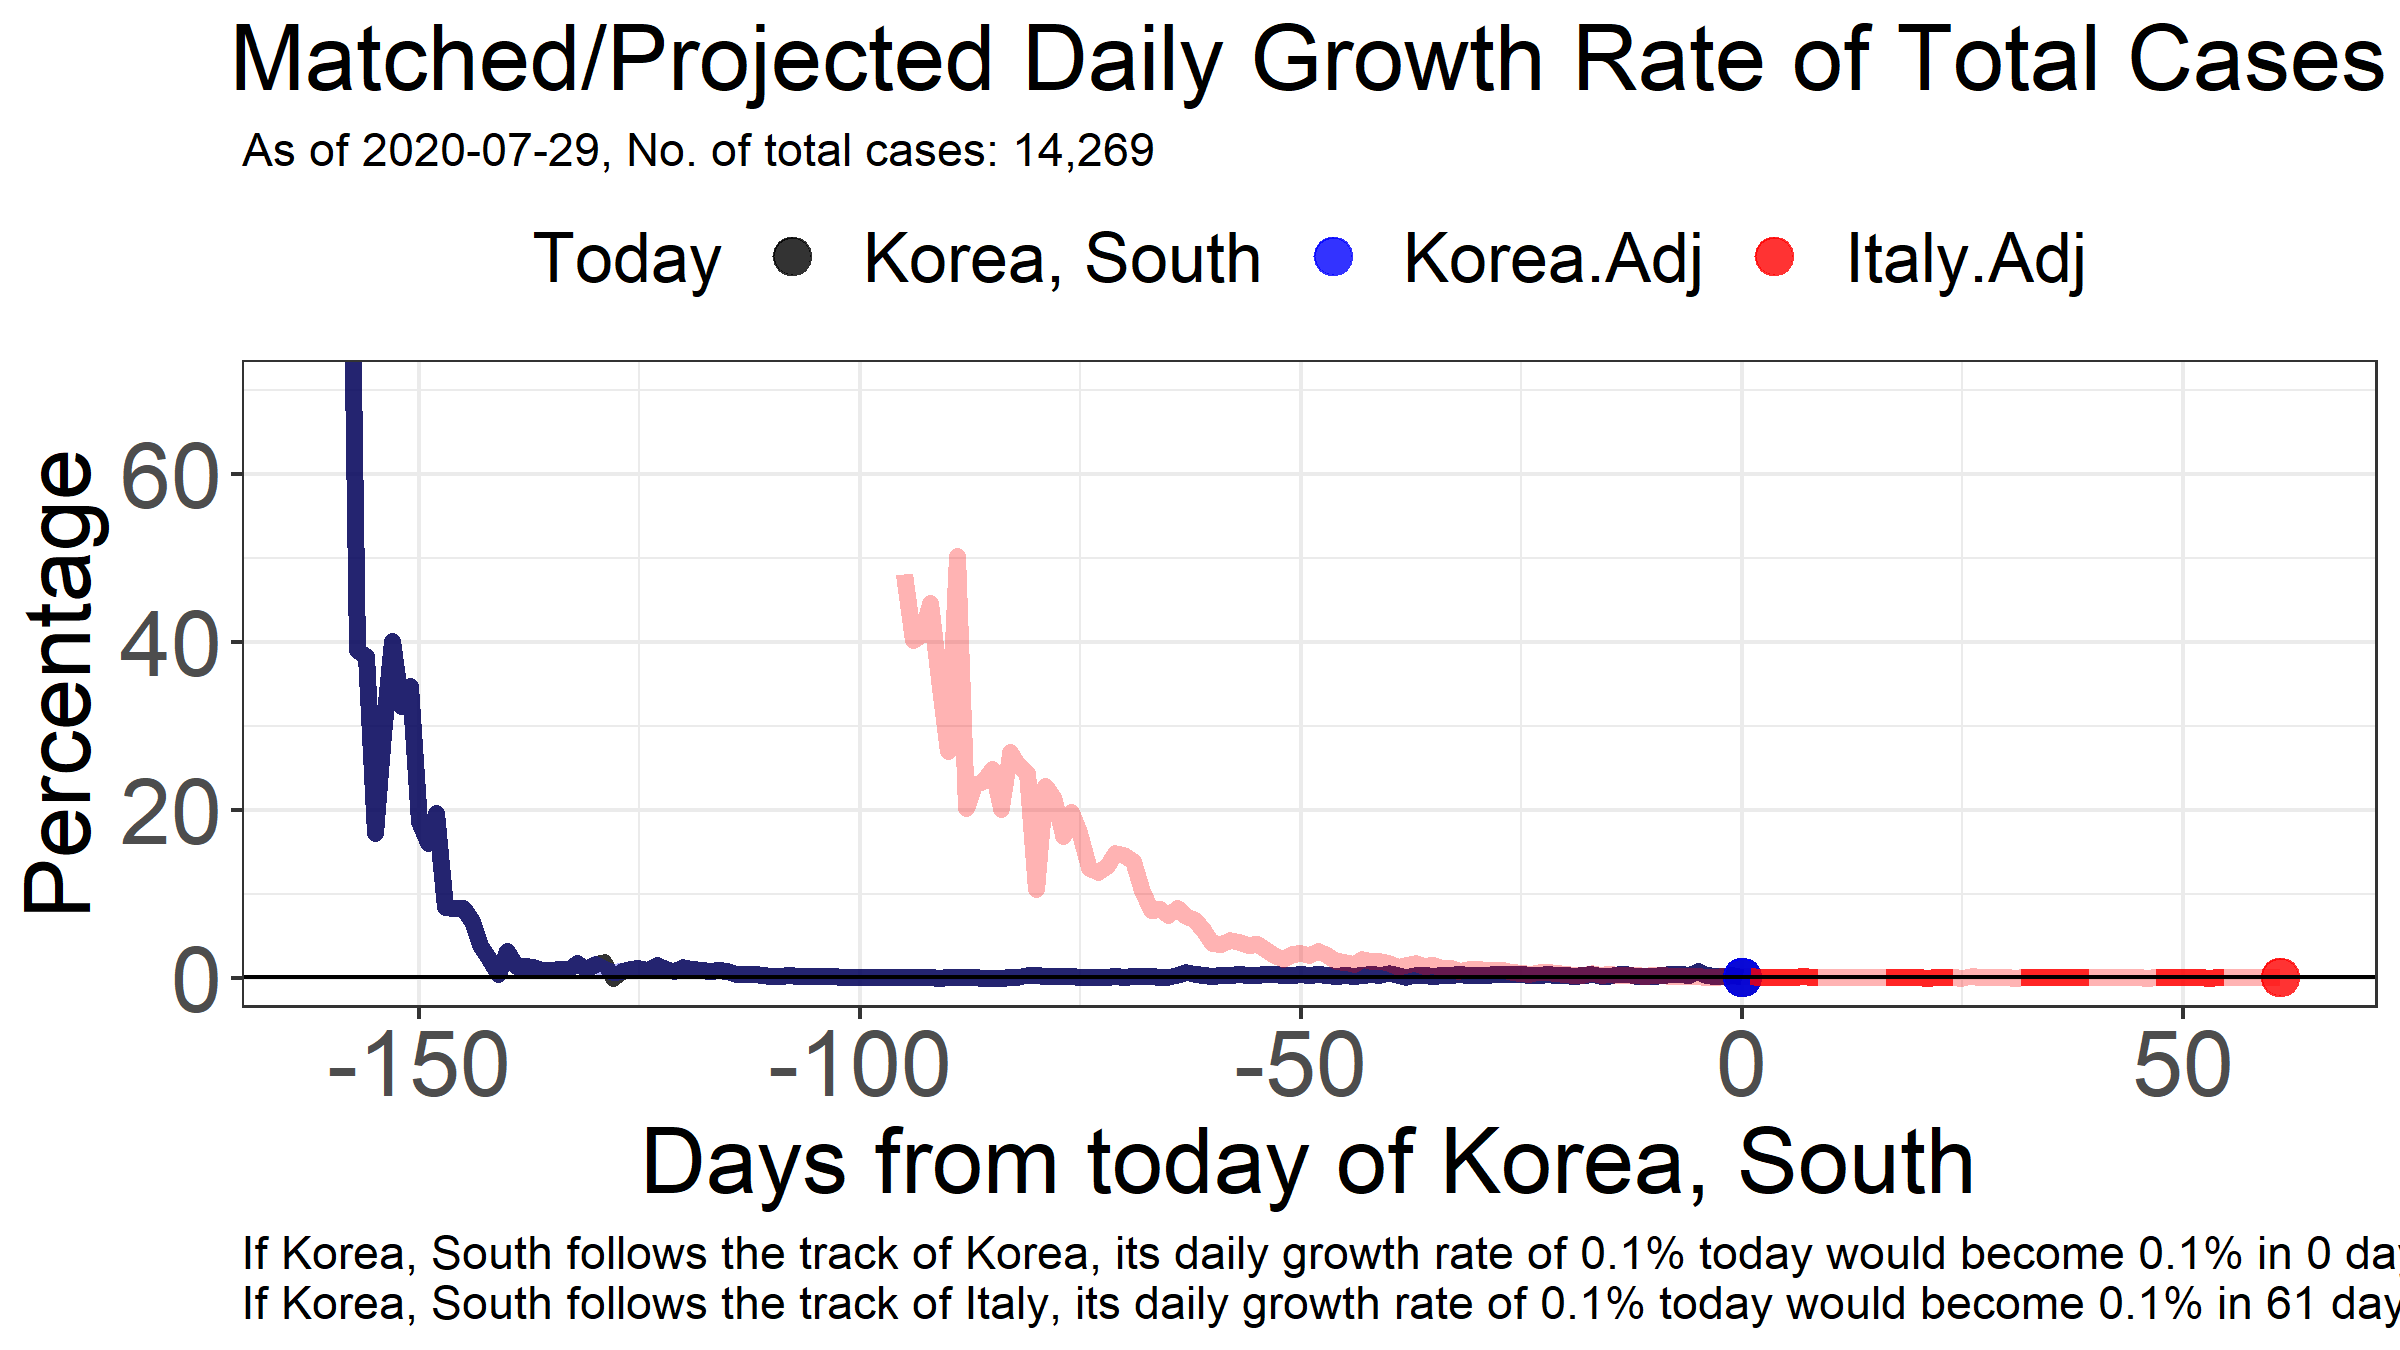 Matched/Projected Daily Growth Rate of Total Cases
As of 2020-07-29, No. of total cases: 14,269
Today Korea, South Korea.Adj Italy.Adj
Percentage
60
40
20
0
-150 -100 -50 0 50
Days from today of Korea, South
If Korea, South follows the track of Korea, its daily growth rate of 0.1% today would become 0.1% in 0 day
If Korea, South follows the track of Italy, its daily growth rate of 0.1% today would become 0.1% in 61 day